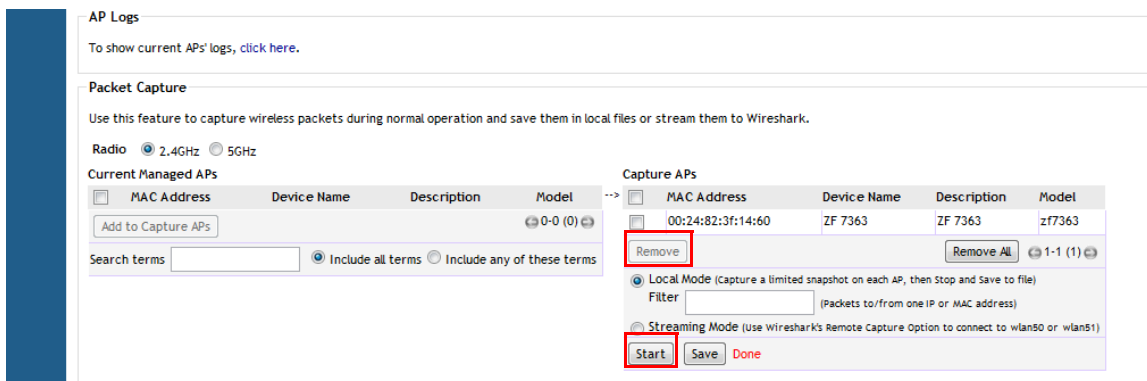 AP Logs
To show current APs' logs, click here.
Packet Capture
Use this feature to capture wireless packets during normal operation and save them in local files or stream them to Wireshark.
Radio 2.4GHz 5GHz
Current Managed APs
MAC Address Device Name Description Model
Add to Capture APs 0-0 (0)
Search terms Include all terms Include any of these terms
-->
Capture APs
MAC Address Device Name Description Model
00:24:82:3f:14:60 ZF 7363 ZF 7363 zf7363
Remove Remove All 1-1 (1)
Local Mode (Capture a limited snapshot on each AP, then Stop and Save to file)
Filter (Packets to/from one IP or MAC address)
Streaming Mode (Use Wireshark's Remote Capture Option to connect to wlan50 or wlan51)
Start Save Done